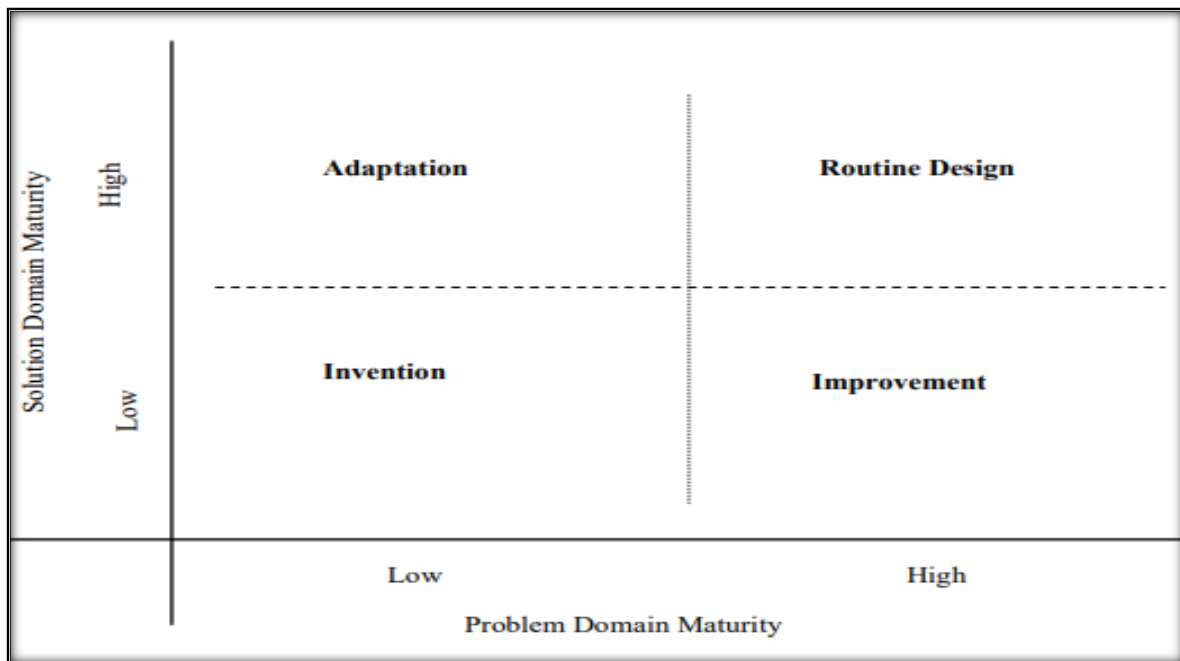 Solution Domain Maturity
High
Low
Adaptation
Routine Design
Invention
Improvement
Low
High
Problem Domain Maturity